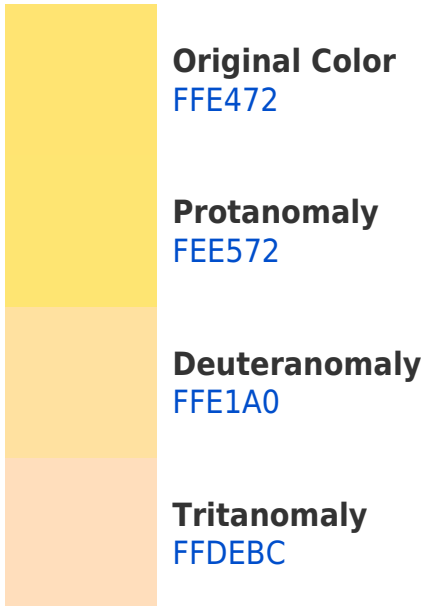 Original Color
FFE472
Protanomaly
FEE572
Deuteranomaly
FFE1A0
Tritanomaly
FFDEBC